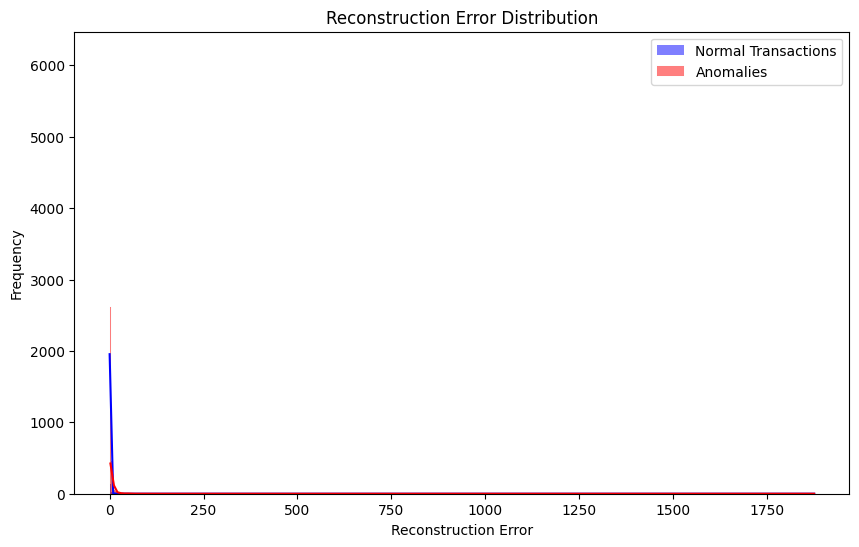 Reconstruction Error Distribution
Normal Transactions
Anomalies
6000
5000
4000
3000
2000
1000
0
Frequency
0 250 500 750 1000 1250 1500 1750
Reconstruction Error